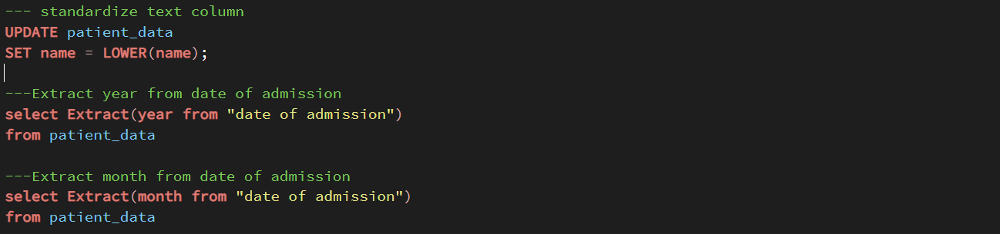 --- standardize text column
UPDATE patient_data
SET name = LOWER(name);
---Extract year from date of admission
select Extract(year from "date of admission")
from patient_data
---Extract month from date of admission
select Extract(month from "date of admission")
from patient_data